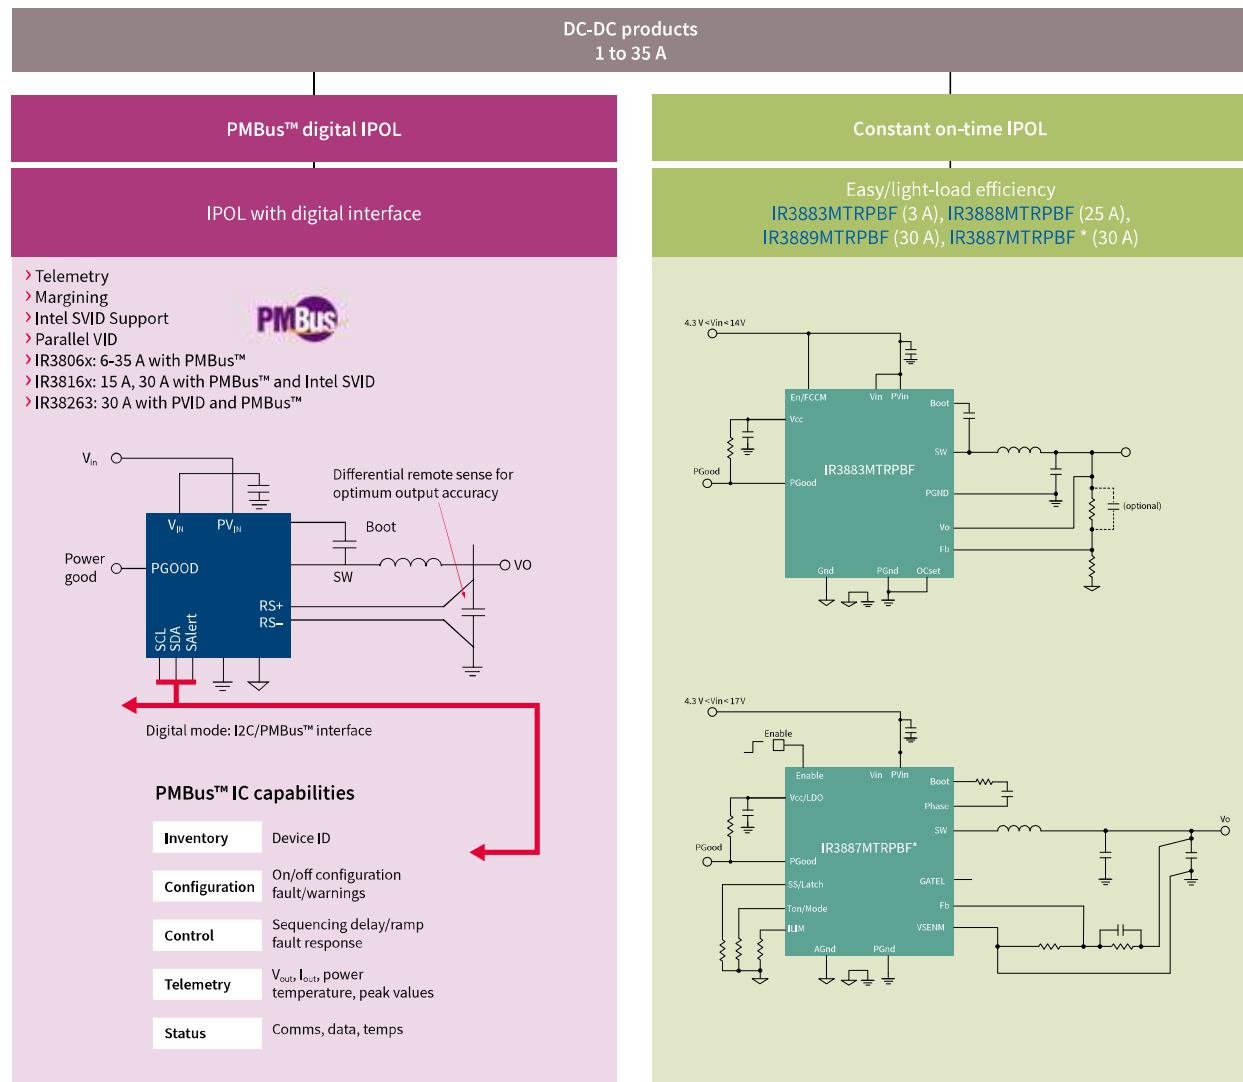 DC-DC products
1 to 35 A
PMBus™ digital IPOL
IPOL with digital interface
› Telemetry
› Margining
› Intel SVID Support
› Parallel VID
› IR3806x: 6-35 A with PMBus™
› IR3816x: 15 A, 30 A with PMBus™ and Intel SVID
› IR38263: 30 A with PVID and PMBus™
PMBus
Vin
Differential remote sense for
optimum output accuracy
VIN
PVIN
Boot
Power
good
PGOOD
SW
VO
RS+
RS–
SCL
SDA
SAlert
Digital mode: I2C/PMBus™ interface
PMBus™ IC capabilities
Inventory Device ID
Configuration On/off configuration
fault/warnings
Control Sequencing delay/ramp
fault response
Telemetry Vout, Iout, power
temperature, peak values
Status Comms, data, temps
Constant on-time IPOL
Easy/light-load efficiency
IR3883MTRPBF (3 A), IR3888MTRPBF (25 A),
IR3889MTRPBF (30 A), IR3887MTRPBF * (30 A)
4.3 V <Vin< 14V
En/FCCM
Vin
PVin
Boot
Vcc
SW
IR3883MTRPBF
PGood
PGood
PGND
(optional)
Vo
Fb
Gnd
PGnd
OCset
4.3 V <Vin< 17V
Enable
Enable
Vin
PVin
Boot
Vcc/LDO
Phase
Vo
SW
IR3887MTRPBF*
PGood
PGood
SS/Latch
GATEL
Ton/Mode
Fb
ILIM
VSENM
AGnd
PGnd